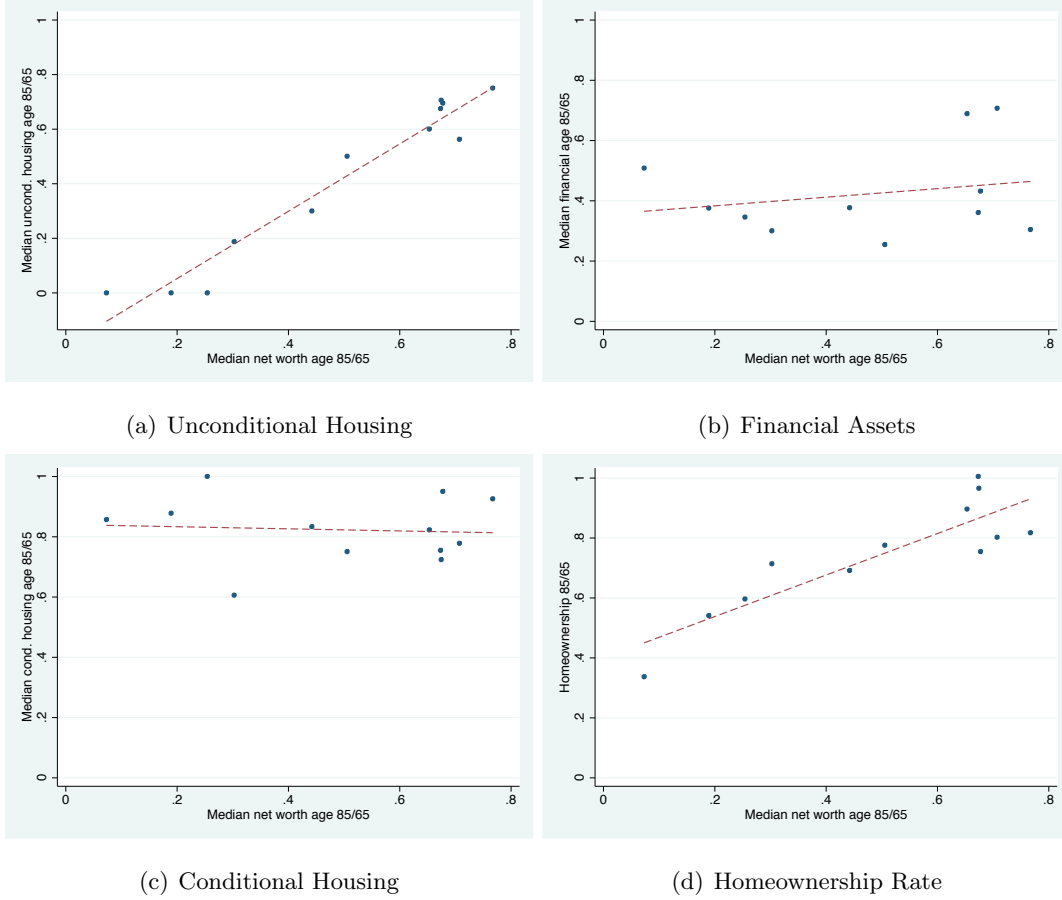 Median uncond. housing age 85/65
1
.8
.6
.4
.2
0
0 .2 .4 .6 .8
Median net worth age 85/65
(a) Unconditional Housing
Median financial age 85/65
1
.8
.6
.4
.2
0
0 .2 .4 .6 .8
Median net worth age 85/65
(b) Financial Assets
Median cond. housing age 85/65
1
.8
.6
.4
.2
0
0 .2 .4 .6 .8
Median net worth age 85/65
(c) Conditional Housing
Homeownership 85/65
1
.8
.6
.4
.2
0
0 .2 .4 .6 .8
Median net worth age 85/65
(d) Homeownership Rate